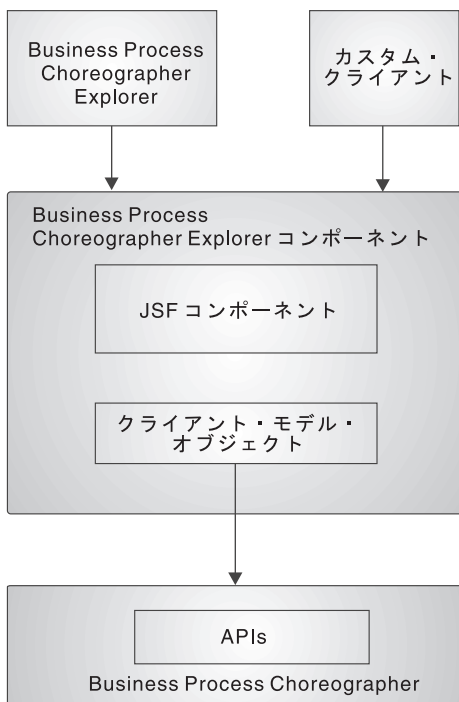 Business Process
Choreographer
Explorer
カスタム・
クライアント
Business Process
Choreographer Explorer コンポーネント
JSF コンポーネント
クライアント・モデル・
オブジェクト
APIs
Business Process Choreographer